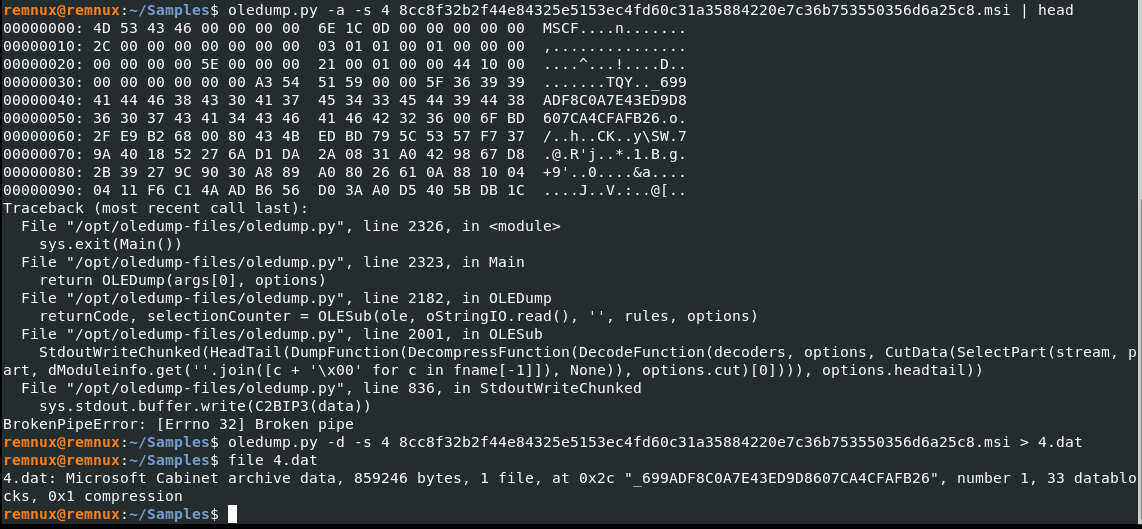 remnux@remnux:~/Samples$ oledump.py -a -s 4 8cc8f32b2f44e84325e5153ec4fd60c31a35884220e7c36b753550356d6a25c8.msi | head
00000000: 4D 53 43 46 00 00 00 00  6E 1C 0D 00 00 00 00 00  MSCF....n.......
00000010: 2C 00 00 00 00 00 00 00  03 01 01 00 01 00 00 00  ,...............
00000020: 00 00 00 00 5E 00 00 00  21 00 01 00 00 44 10 00  ....^...!....D..
00000030: 00 00 00 00 00 00 A3 54  51 59 00 00 5F 36 39 39  .......TQY.._699
00000040: 41 44 46 38 43 30 41 37  45 34 33 45 44 39 44 38  ADF8C0A7E43ED9D8
00000050: 36 30 37 43 41 34 43 46  41 46 42 32 36 00 6F BD  607CA4CFAFB26.o.
00000060: 2F E9 B2 68 00 80 43 4B  ED BD 79 5C 53 57 F7 37  /..h..CK..y\SW.7
00000070: 9A 40 18 52 27 6A D1 DA  2A 08 31 A0 42 98 67 D8  .@.R'j..*.1.B.g.
00000080: 2B 39 27 9C 90 30 A8 89  A0 80 26 61 0A 88 10 04  +9'..0....&a....
00000090: 04 11 F6 C1 4A AD B6 56  D0 3A A0 D5 40 5B DB 1C  ....J..V.:..@[..
Traceback (most recent call last):
  File "/opt/oledump-files/oledump.py", line 2326, in <module>
    sys.exit(Main())
  File "/opt/oledump-files/oledump.py", line 2323, in Main
    return OLEDump(args[0], options)
  File "/opt/oledump-files/oledump.py", line 2182, in OLEDump
    returnCode, selectionCounter = OLESub(ole, oStringIO.read(), '', rules, options)
  File "/opt/oledump-files/oledump.py", line 2001, in OLESub
    StdoutWriteChunked(HeadTail(DumpFunction(DecompressFunction(DecodeFunction(decoders, options, CutData(SelectPart(stream, p
art, dModuleinfo.get(''.join([c + '\x00' for c in fname[-1]]), None)), options.cut)[0]))), options.headtail))
  File "/opt/oledump-files/oledump.py", line 836, in StdoutWriteChunked
    sys.stdout.buffer.write(C2BIP3(data))
BrokenPipeError: [Errno 32] Broken pipe
remnux@remnux:~/Samples$ oledump.py -d -s 4 8cc8f32b2f44e84325e5153ec4fd60c31a35884220e7c36b753550356d6a25c8.msi > 4.dat
remnux@remnux:~/Samples$ file 4.dat
4.dat: Microsoft Cabinet archive data, 859246 bytes, 1 file, at 0x2c "_699ADF8C0A7E43ED9D8607CA4CFAFB26", number 1, 33 datablo
cks, 0x1 compression
remnux@remnux:~/Samples$